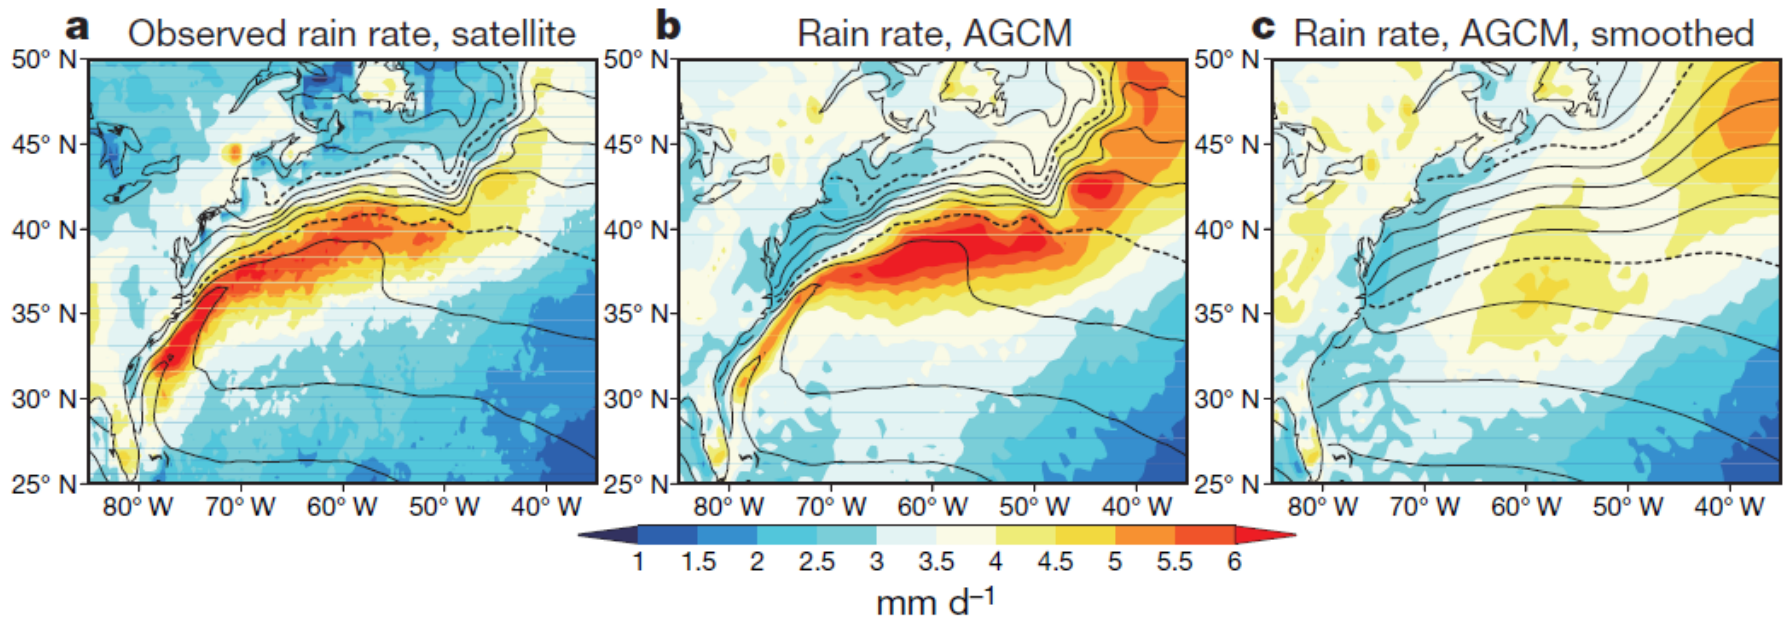 a Observed rain rate, satellite
b Rain rate, AGCM
c Rain rate, AGCM, smoothed
50° N
45° N
40° N
35° N
30° N
25° N
80° W 70° W 60° W 50° W 40° W
50° N
45° N
40° N
35° N
30° N
25° N
80° W 70° W 60° W 50° W 40° W
50° N
45° N
40° N
35° N
30° N
25° N
80° W 70° W 60° W 50° W 40° W
1 1.5 2 2.5 3 3.5 4 4.5 5 5.5 6
mm d⁻¹